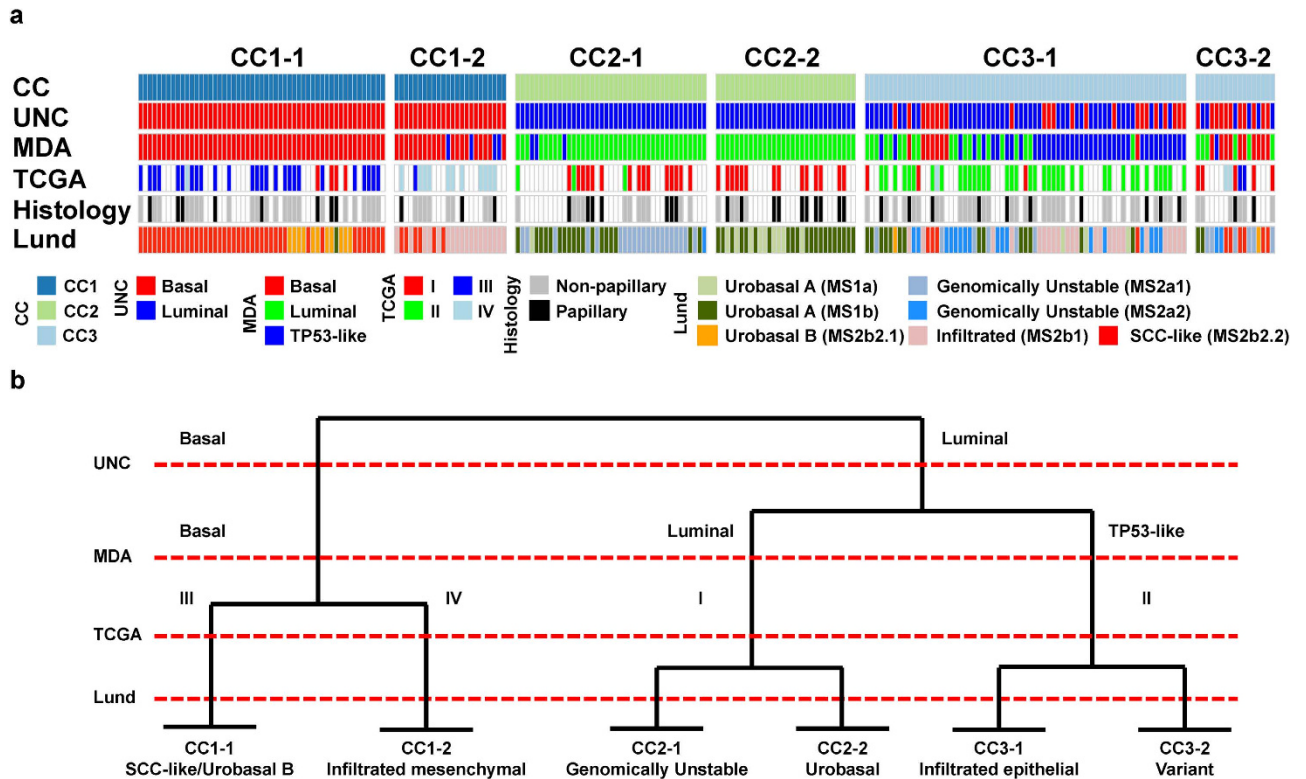 a
CC1-1 CC1-2 CC2-1 CC2-2 CC3-1 CC3-2
CC
UNC
MDA
TCGA
Histology
Lund
CC
CC1
CC2
CC3
UNC
Basal
Luminal
MDA
Basal
Luminal
TP53-like
TCGA
I III
II IV
Histology
Non-papillary
Papillary
Lund
Urobasal A (MS1a) Genomically Unstable (MS2a1)
Urobasal A (MS1b) Genomically Unstable (MS2a2)
Urobasal B (MS2b2.1) Infiltrated (MS2b1) SCC-like (MS2b2.2)
b
Basal Luminal
UNC
Basal Luminal TP53-like
MDA
III IV I II
TCGA
Lund
CC1-1 CC1-2 CC2-1 CC2-2 CC3-1 CC3-2
SCC-like/Urobasal B Infiltrated mesenchymal Genomically Unstable Urobasal Infiltrated epithelial Variant